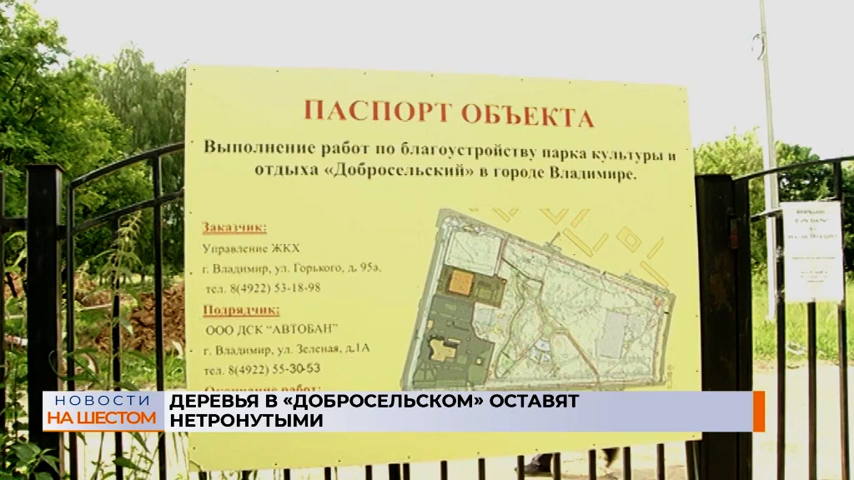 ПАСПОРТ ОБЪЕКТА
Выполнение работ по благоустройству парка культуры и
отдыха «Добросельский» в городе Владимире.
Заказчик:
Управление ЖКХ
г. Владимир, ул. Горького, д. 95а,
тел. 8(4922) 53-18-98
Подрядчик:
ООО ДСК “АВТОБАН”
г. Владимир, ул. Зеленая, д.1А
тел. 8(4922) 55-30-53
Окончание работ:
НОВОСТИ
НА ШЕСТОМ
ДЕРЕВЬЯ В «ДОБРОСЕЛЬСКОМ» ОСТАВЯТ
НЕТРОНУТЫМИ